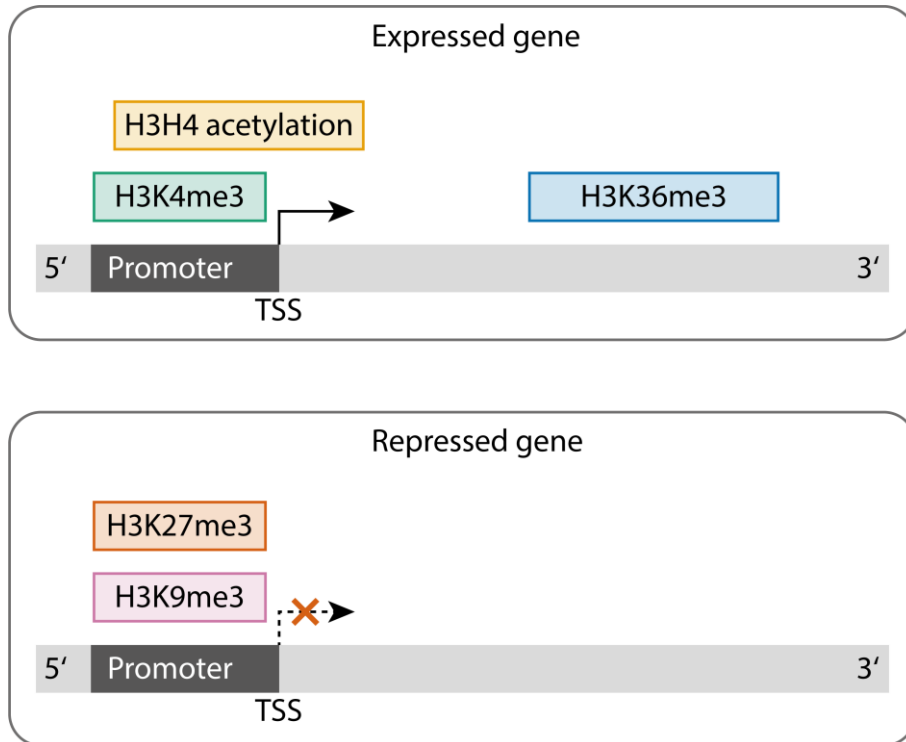 Expressed gene
H3H4 acetylation
H3K4me3
H3K36me3
5‘ Promoter 3‘
TSS
Repressed gene
H3K27me3
H3K9me3
5‘ Promoter 3‘
TSS